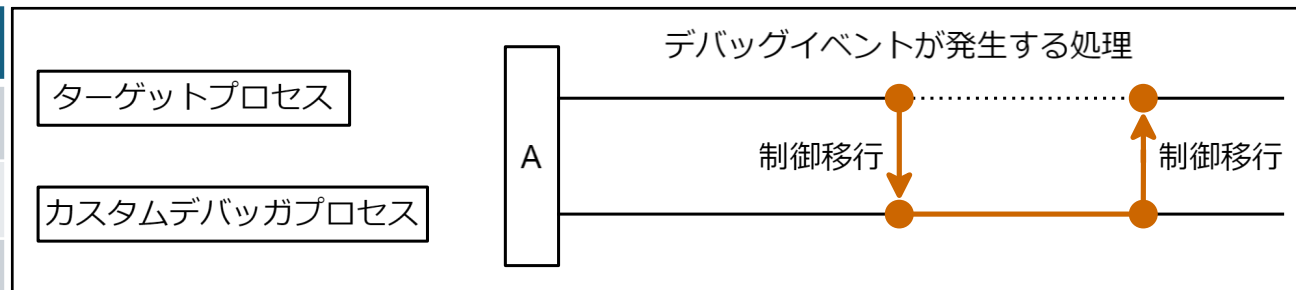 デバッグイベントが発生する処理
ターゲットプロセス
A
制御移行
制御移行
カスタムデバッガプロセス